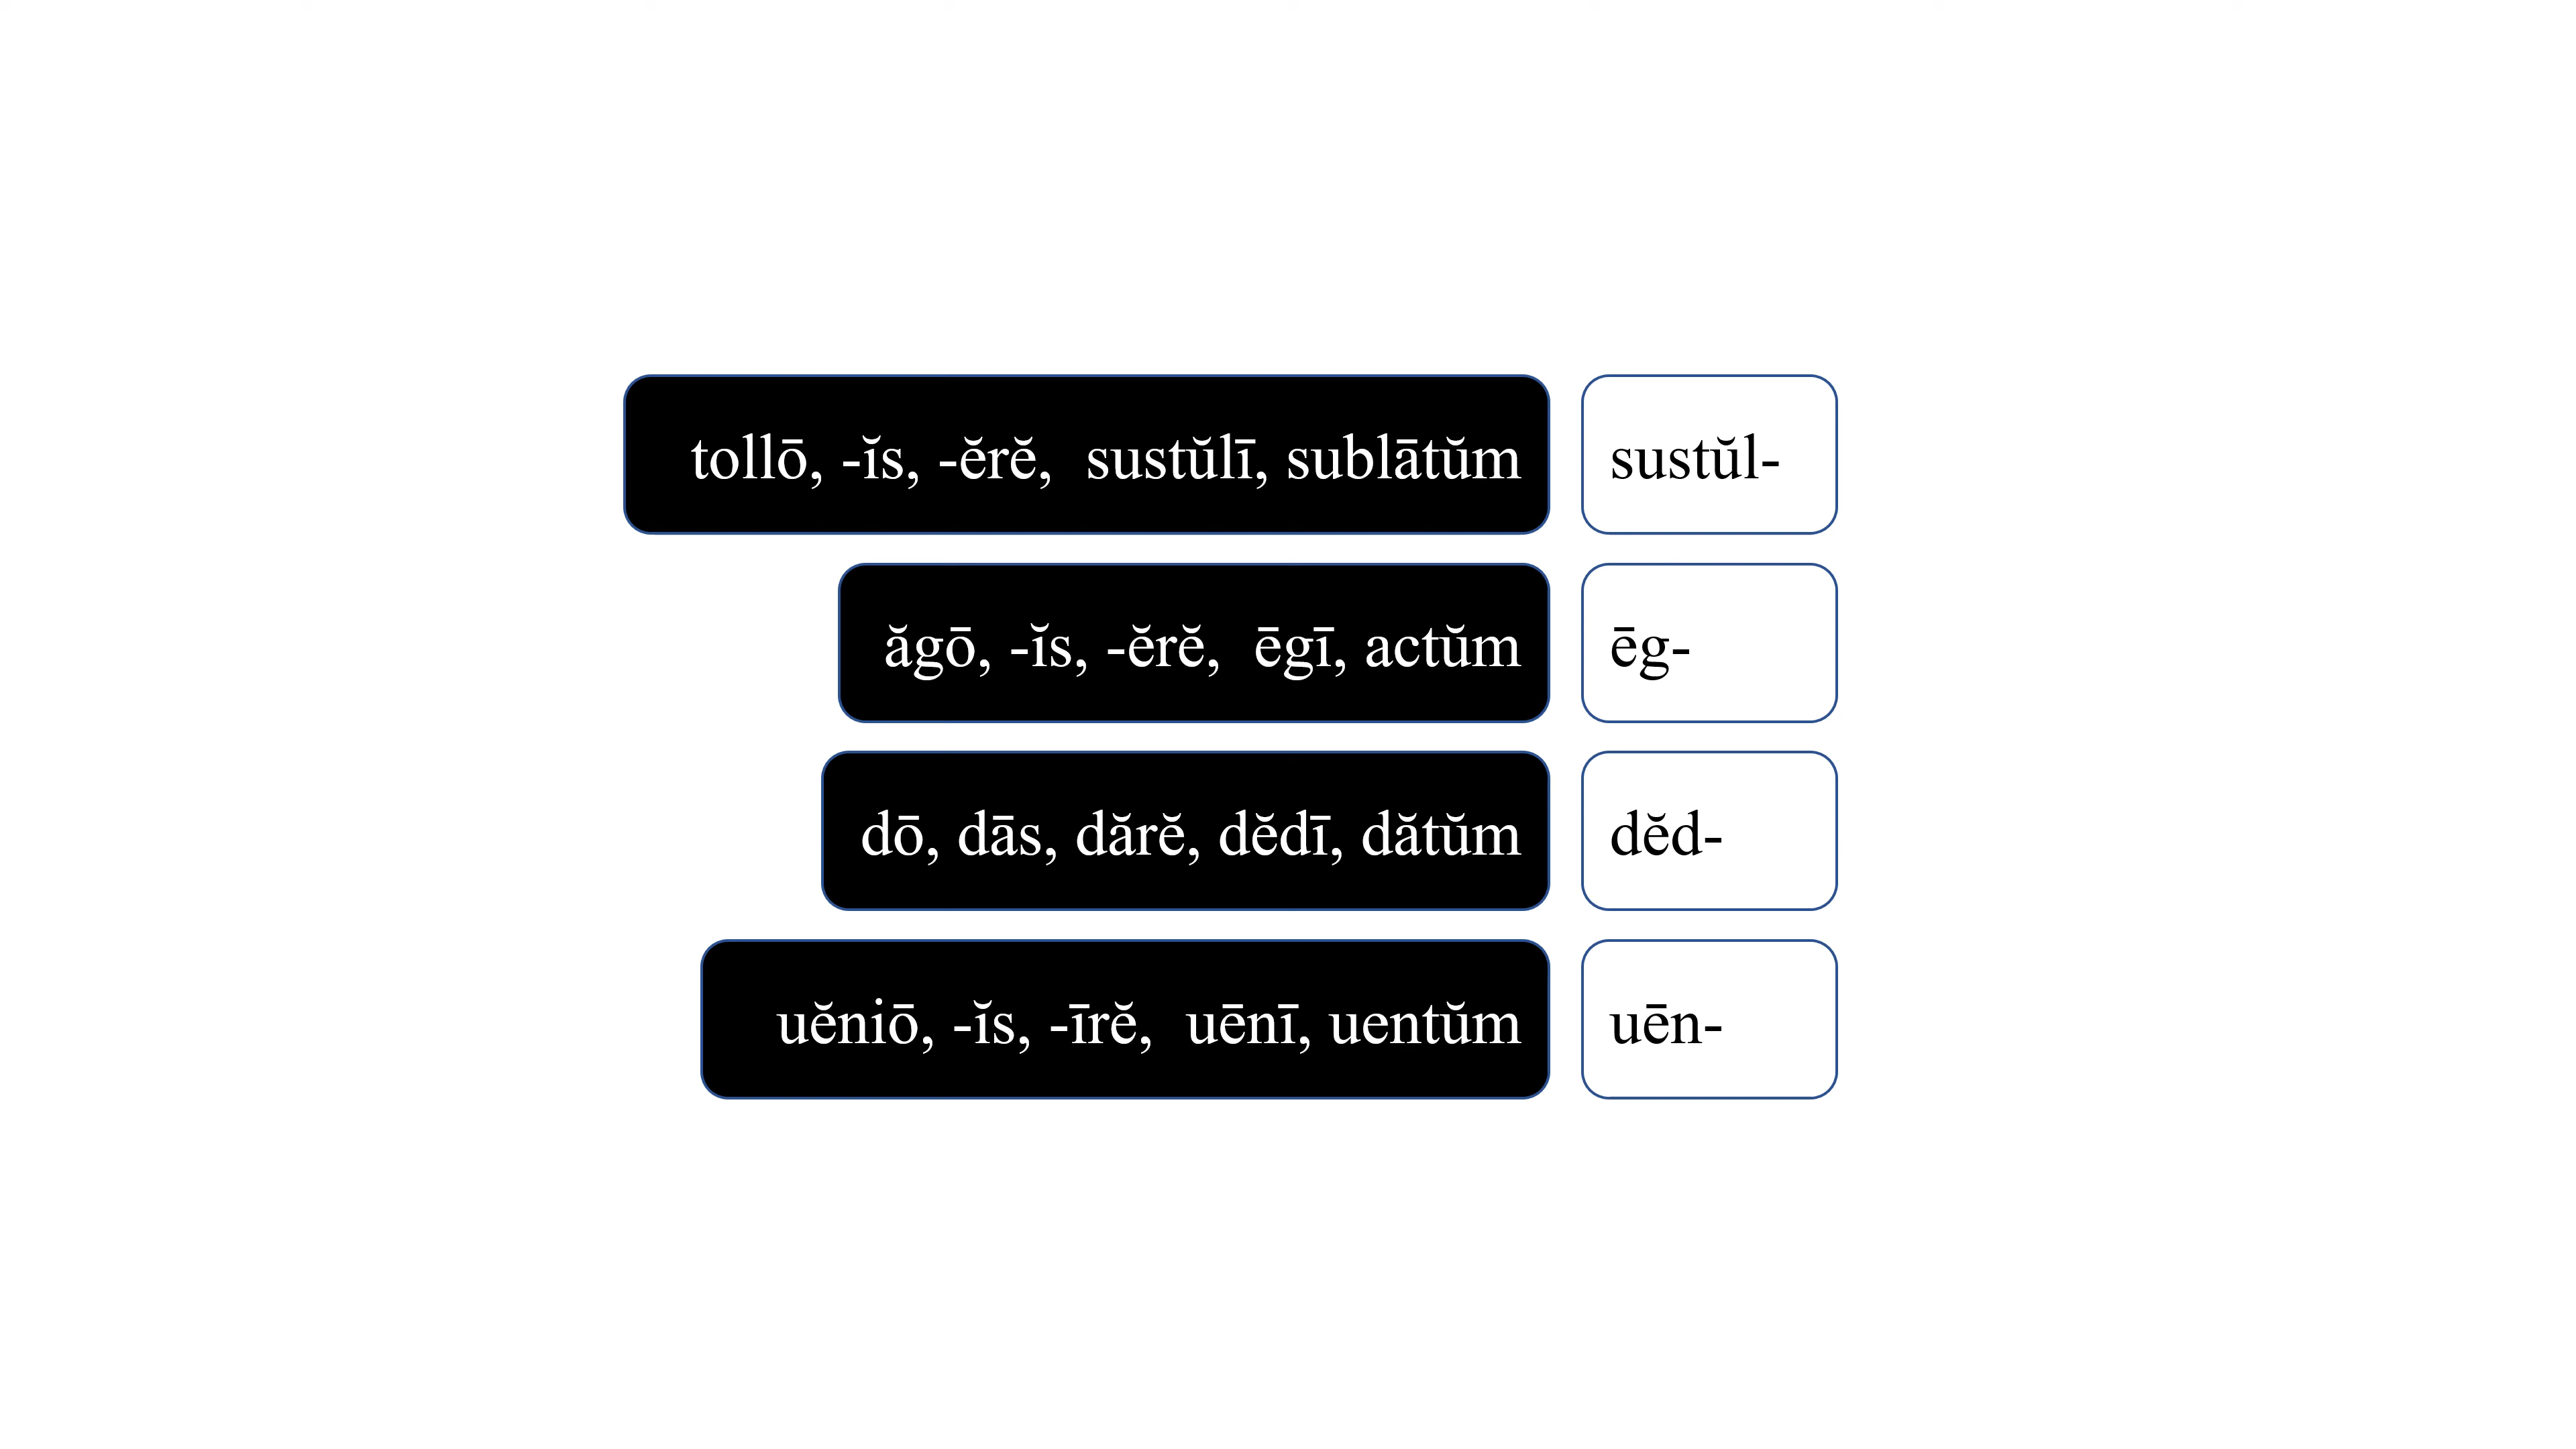 tollō, -ĭs, -ĕrĕ,  sustŭlī, sublātŭm
sustŭl-
ăgō, -ĭs, -ĕrĕ,  ēgī, actŭm
ēg-
dō, dās, dărĕ, dĕdī, dătŭm
dĕd-
uĕniō, -ĭs, -īrĕ,  uēnī, uentŭm
uēn-